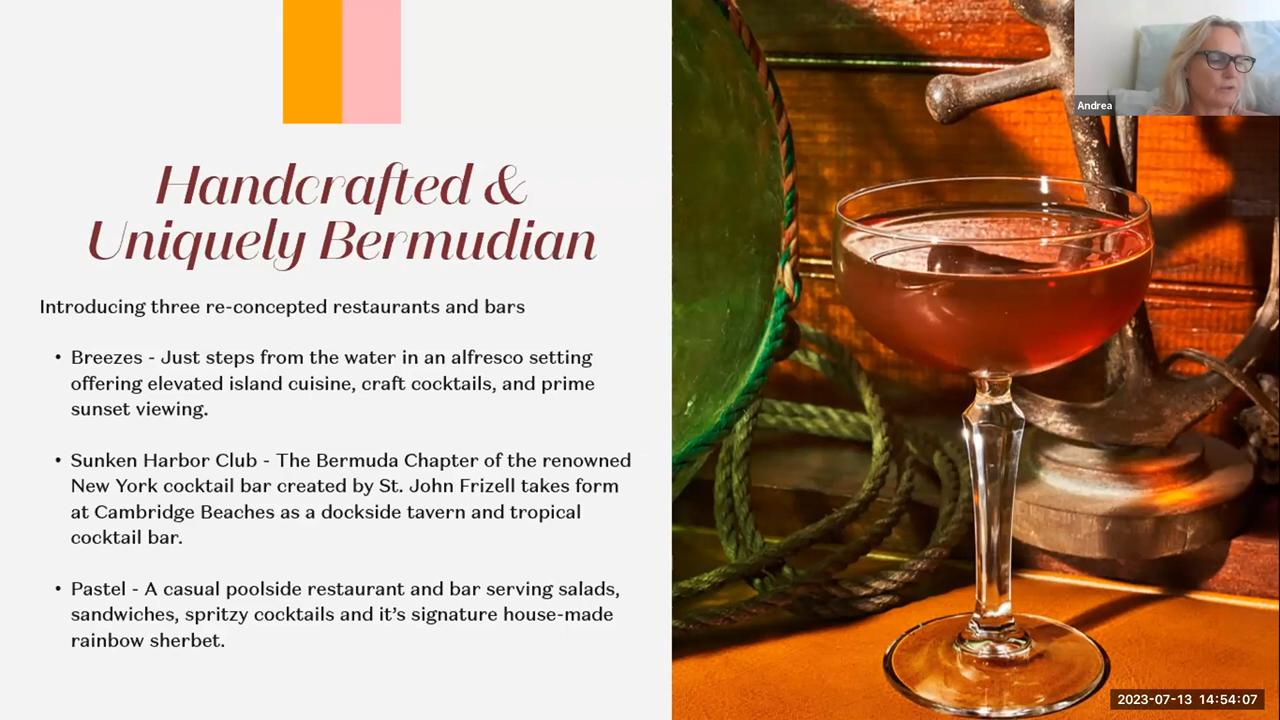 Handcrafted &
Uniquely Bermudian
Introducing three re-concepted restaurants and bars
• Breezes - Just steps from the water in an alfresco setting
offering elevated island cuisine, craft cocktails, and prime
sunset viewing.
• Sunken Harbor Club - The Bermuda Chapter of the renowned
New York cocktail bar created by St. John Frizell takes form
at Cambridge Beaches as a dockside tavern and tropical
cocktail bar.
• Pastel - A casual poolside restaurant and bar serving salads,
sandwiches, spritzy cocktails and it's signature house-made
rainbow sherbet.
Andrea
2023-07-13 14:54:07